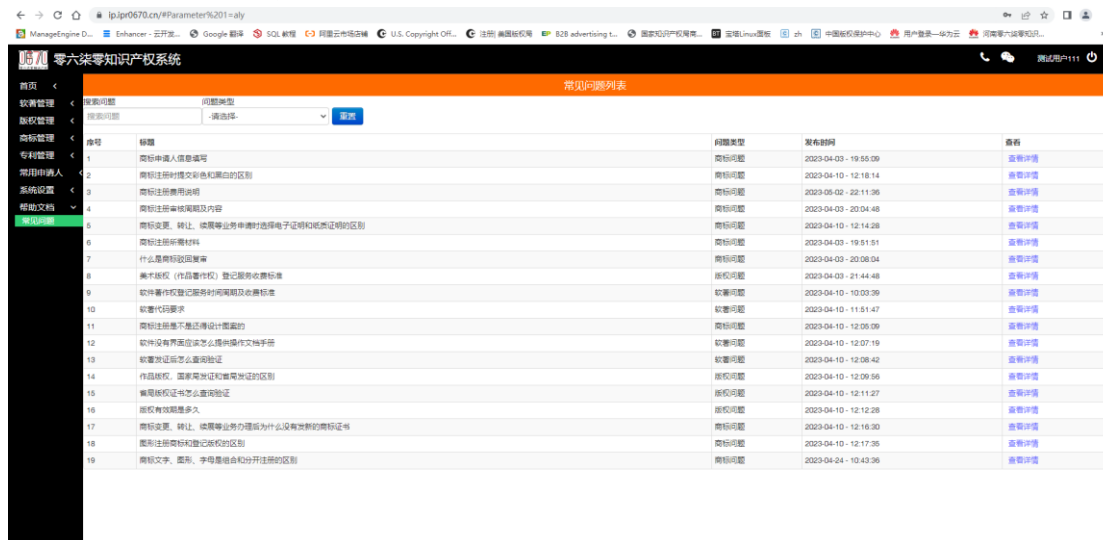 ip.ipr0670.cn/#Parameter%201=aly
ManageEngine D... Enhancer - 云开发... Google 翻译 SQL 教程 阿里云市场店铺 U.S. Copyright Off... 注册| 美国版权局 B2B advertising t... 国家知识产权局商... 宝塔Linux面板 zh 中国版权保护中心 用户登录—华为云 河南零六柒零知识...
零六柒零知识产权系统 测试用户111
常见问题列表
首页
软著管理
版权管理
商标管理
专利管理
常用申请人
系统设置
帮助文档
常见问题
搜索问题 问题类型
搜索问题 -请选择- 重置
序号 标题 问题类型 发布时间 查看
1 商标申请人信息填写 商标问题 2023-04-03 - 19:55:09 查看详情
2 商标注册时提交彩色和黑白的区别 商标问题 2023-04-10 - 12:18:14 查看详情
3 商标注册费用说明 商标问题 2023-05-02 - 22:11:36 查看详情
4 商标注册审核周期及内容 商标问题 2023-04-03 - 20:04:48 查看详情
5 商标变更、转让、续展等业务申请时选择电子证明和纸质证明的区别 商标问题 2023-04-10 - 12:14:28 查看详情
6 商标注册所需材料 商标问题 2023-04-03 - 19:51:51 查看详情
7 什么是商标驳回复审 商标问题 2023-04-03 - 20:08:04 查看详情
8 美术版权（作品著作权）登记服务收费标准 版权问题 2023-04-03 - 21:44:48 查看详情
9 软件著作权登记服务时间周期及收费标准 软著问题 2023-04-10 - 10:03:39 查看详情
10 软著代码要求 软著问题 2023-04-10 - 11:51:47 查看详情
11 商标注册是不是还得设计图案的 商标问题 2023-04-10 - 12:05:09 查看详情
12 软件没有界面应该怎么提供操作文档手册 软著问题 2023-04-10 - 12:07:19 查看详情
13 软著发证后怎么查询验证 软著问题 2023-04-10 - 12:08:42 查看详情
14 作品版权，国家局发证和省局发证的区别 版权问题 2023-04-10 - 12:09:56 查看详情
15 省局版权证书怎么查询验证 版权问题 2023-04-10 - 12:11:27 查看详情
16 版权有效期是多久 版权问题 2023-04-10 - 12:12:28 查看详情
17 商标变更、转让、续展等业务办理后为什么没有发新的商标证书 商标问题 2023-04-10 - 12:16:30 查看详情
18 图形注册商标和登记版权的区别 商标问题 2023-04-10 - 12:17:35 查看详情
19 商标文字、图形、字母是组合和分开注册的区别 商标问题 2023-04-24 - 10:43:36 查看详情